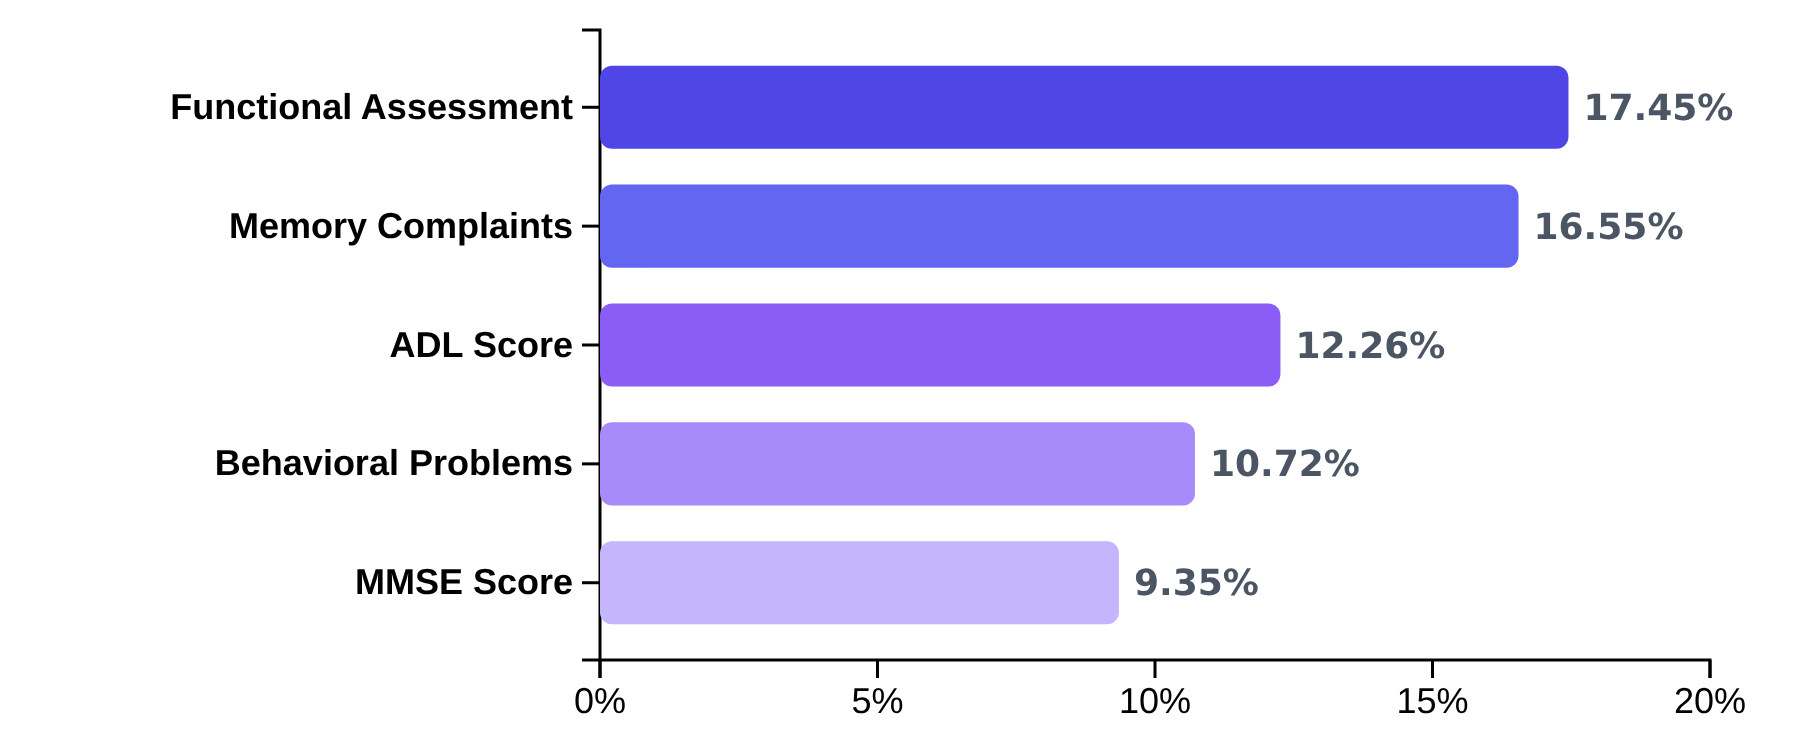 Functional Assessment 17.45%
Memory Complaints 16.55%
ADL Score 12.26%
Behavioral Problems 10.72%
MMSE Score 9.35%
0% 5% 10% 15% 20%